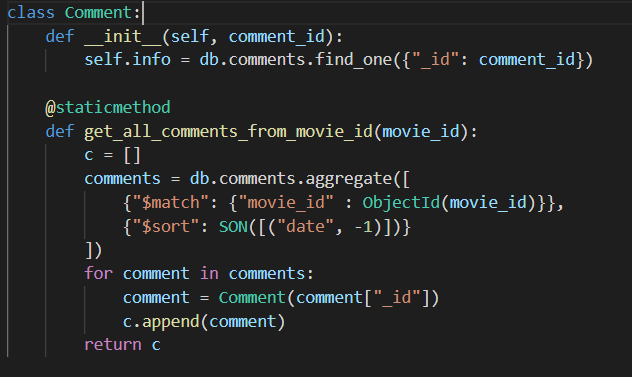 class Comment:
    def __init__(self, comment_id):
        self.info = db.comments.find_one({"_id": comment_id})

    @staticmethod
    def get_all_comments_from_movie_id(movie_id):
        c = []
        comments = db.comments.aggregate([
            {"$match": {"movie_id" : ObjectId(movie_id)}},
            {"$sort": SON([("date", -1)])}
        ])
        for comment in comments:
            comment = Comment(comment["_id"])
            c.append(comment)
        return c